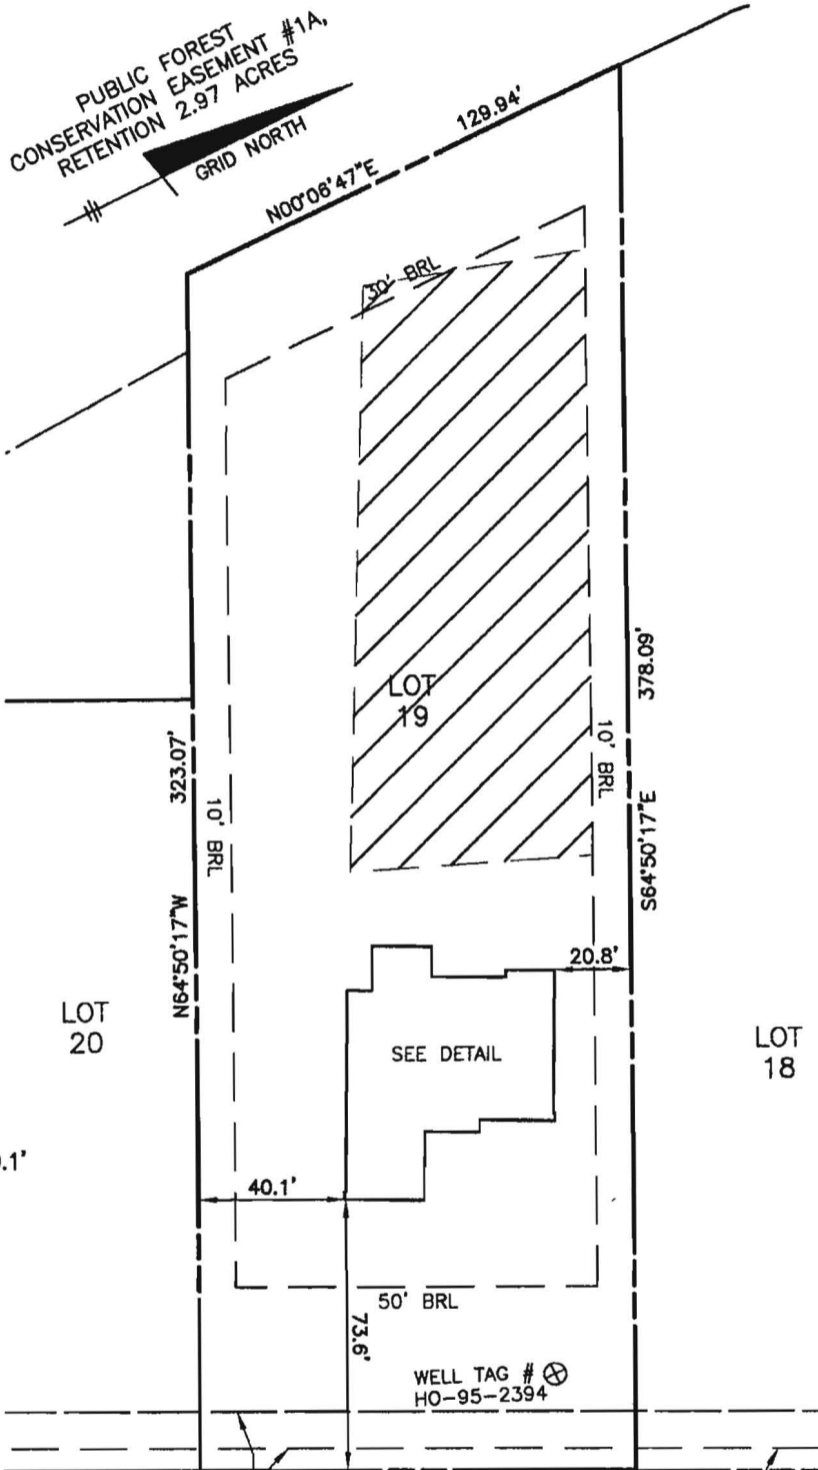 PUBLIC FOREST
CONSERVATION EASEMENT #1A,
RETENTION 2.97 ACRES
GRID NORTH
N00°06'47"E
129.94'
30' BRL
LOT
19
378.09'
10' BRL
S64°50'17"E
323.07'
10' BRL
N64°50'17"W
20.8'
LOT
20
SEE DETAIL
LOT
18
.1'
40.1'
50' BRL
73.6'
WELL TAG #
HO-95-2394